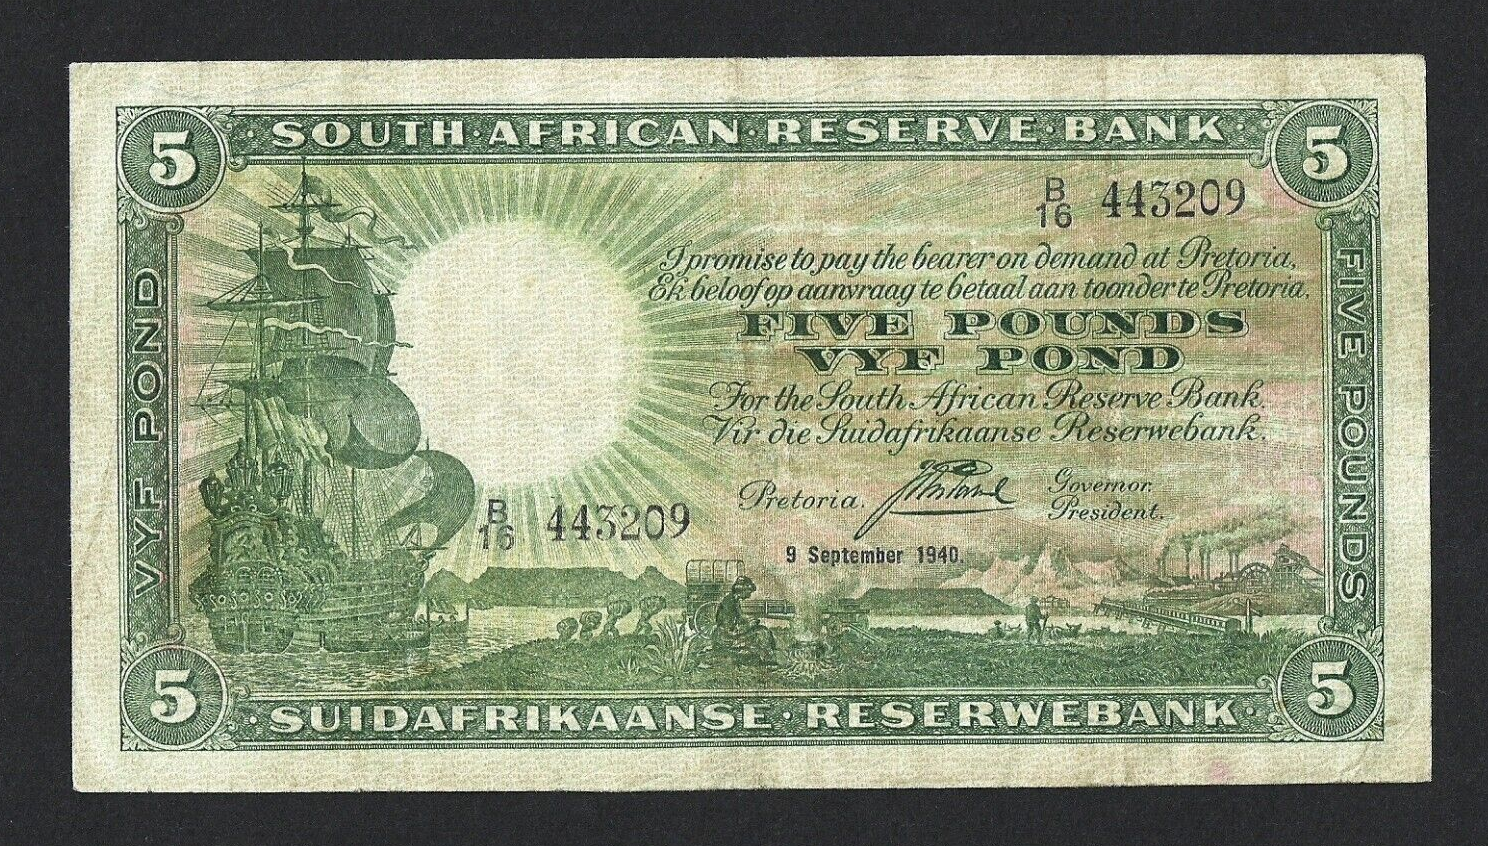 5 SOUTH · AFRICAN · RESERVE · BANK 5
B/16 443209
I promise to pay the bearer on demand at Pretoria,
Ek beloof op aanvraag te betaal aan toonder te Pretoria.
FIVE POUNDS
VYF POND
For the South African Reserve Bank.
Vir die Suidafrikaanse Reserwebank.
Pretoria.
Governor.
President.
B/16 443209
9 September 1940.
VYF POND
FIVE POUNDS
5 · SUIDAFRIKAANSE · RESERWEBANK · 5